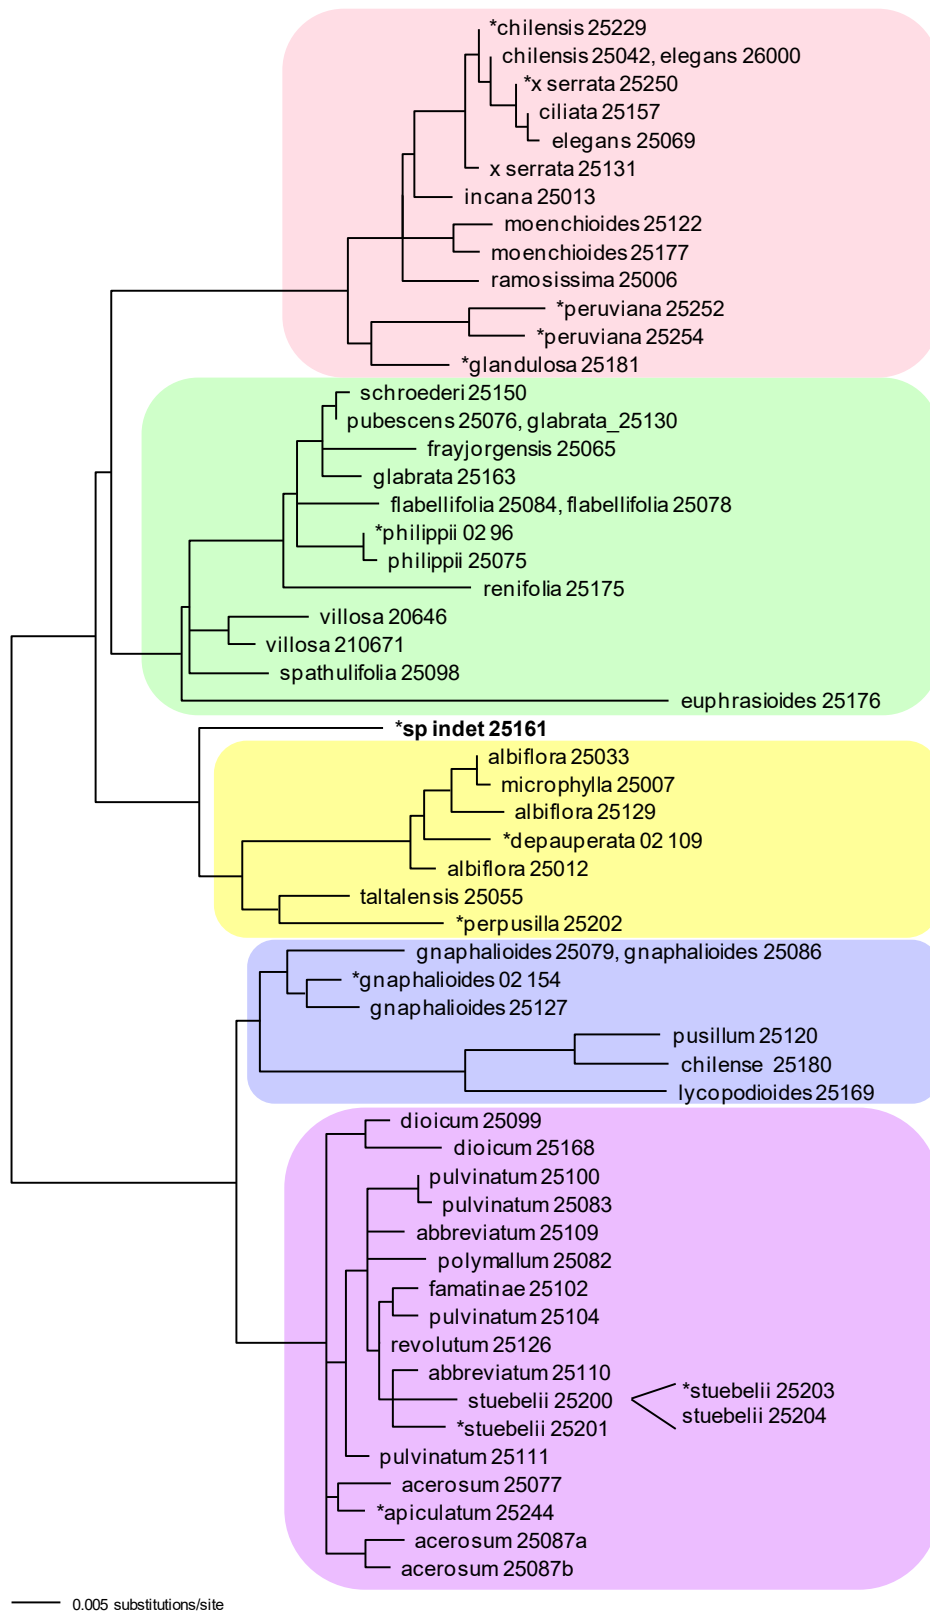 *chilensis 25229
chilensis 25042, elegans 26000
*x serrata 25250
ciliata 25157
elegans 25069
x serrata 25131
incana 25013
moenchioides 25122
moenchioides 25177
ramosissima 25006
*peruviana 25252
*peruviana 25254
*glandulosa 25181
schroederi 25150
pubescens 25076, glabrata_25130
frayjorgensis 25065
glabrata 25163
flabellifolia 25084, flabellifolia 25078
*philippii 02 96
philippii 25075
renifolia 25175
villosa 20646
villosa 210671
spathulifolia 25098
euphrasioides 25176
*sp indet 25161
albiflora 25033
microphylla 25007
albiflora 25129
*depauperata 02 109
albiflora 25012
taltalensis 25055
*perpusilla 25202
gnaphalioides 25079, gnaphalioides 25086
*gnaphalioides 02 154
gnaphalioides 25127
pusillum 25120
chilense 25180
lycopodioides 25169
dioicum 25099
dioicum 25168
pulvinatum 25100
pulvinatum 25083
abbreviatum 25109
polymallum 25082
famatinae 25102
pulvinatum 25104
revolutum 25126
abbreviatum 25110
stuebelii 25200
*stuebelii 25203
stuebelii 25204
*stuebelii 25201
pulvinatum 25111
acerosum 25077
*apiculatum 25244
acerosum 25087a
acerosum 25087b
0.005 substitutions/site